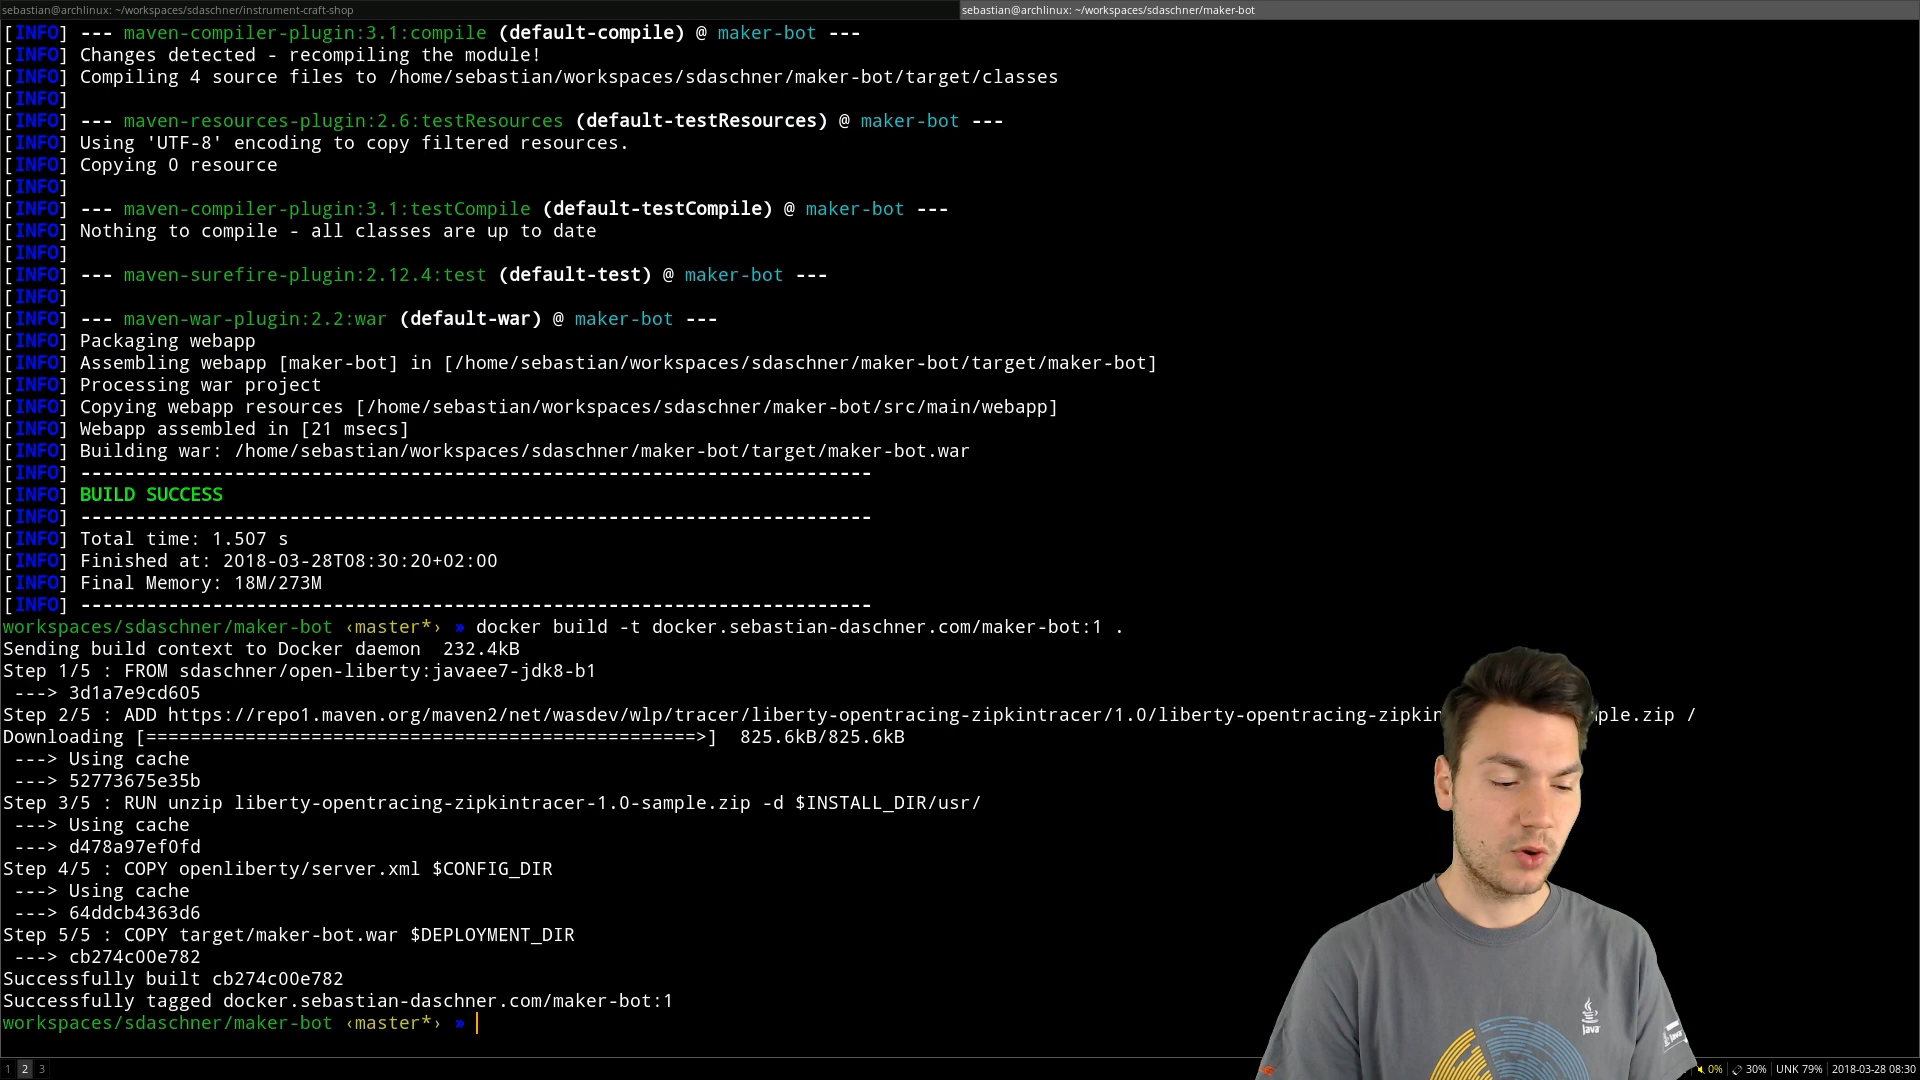 sebastian@archlinux: ~/workspaces/sdaschner/instrument-craft-shop
sebastian@archlinux: ~/workspaces/sdaschner/maker-bot
[INFO] --- maven-compiler-plugin:3.1:compile (default-compile) @ maker-bot ---
[INFO] Changes detected - recompiling the module!
[INFO] Compiling 4 source files to /home/sebastian/workspaces/sdaschner/maker-bot/target/classes
[INFO]
[INFO] --- maven-resources-plugin:2.6:testResources (default-testResources) @ maker-bot ---
[INFO] Using 'UTF-8' encoding to copy filtered resources.
[INFO] Copying 0 resource
[INFO]
[INFO] --- maven-compiler-plugin:3.1:testCompile (default-testCompile) @ maker-bot ---
[INFO] Nothing to compile - all classes are up to date
[INFO]
[INFO] --- maven-surefire-plugin:2.12.4:test (default-test) @ maker-bot ---
[INFO]
[INFO] --- maven-war-plugin:2.2:war (default-war) @ maker-bot ---
[INFO] Packaging webapp
[INFO] Assembling webapp [maker-bot] in [/home/sebastian/workspaces/sdaschner/maker-bot/target/maker-bot]
[INFO] Processing war project
[INFO] Copying webapp resources [/home/sebastian/workspaces/sdaschner/maker-bot/src/main/webapp]
[INFO] Webapp assembled in [21 msecs]
[INFO] Building war: /home/sebastian/workspaces/sdaschner/maker-bot/target/maker-bot.war
[INFO] ------------------------------------------------------------------------
[INFO] BUILD SUCCESS
[INFO] ------------------------------------------------------------------------
[INFO] Total time: 1.507 s
[INFO] Finished at: 2018-03-28T08:30:20+02:00
[INFO] Final Memory: 18M/273M
[INFO] ------------------------------------------------------------------------
workspaces/sdaschner/maker-bot ‹master*› » docker build -t docker.sebastian-daschner.com/maker-bot:1 .
Sending build context to Docker daemon  232.4kB
Step 1/5 : FROM sdaschner/open-liberty:javaee7-jdk8-b1
 ---> 3d1a7e9cd605
Step 2/5 : ADD https://repo1.maven.org/maven2/net/wasdev/wlp/tracer/liberty-opentracing-zipkintracer/1.0/liberty-opentracing-zipkin ple.zip /
Downloading [==================================================>]  825.6kB/825.6kB
 ---> Using cache
 ---> 52773675e35b
Step 3/5 : RUN unzip liberty-opentracing-zipkintracer-1.0-sample.zip -d $INSTALL_DIR/usr/
 ---> Using cache
 ---> d478a97ef0fd
Step 4/5 : COPY openliberty/server.xml $CONFIG_DIR
 ---> Using cache
 ---> 64ddcb4363d6
Step 5/5 : COPY target/maker-bot.war $DEPLOYMENT_DIR
 ---> cb274c00e782
Successfully built cb274c00e782
Successfully tagged docker.sebastian-daschner.com/maker-bot:1
workspaces/sdaschner/maker-bot ‹master*› »
Java
Java
1 2 3
0% 30% UNK 79% 2018-03-28 08:30